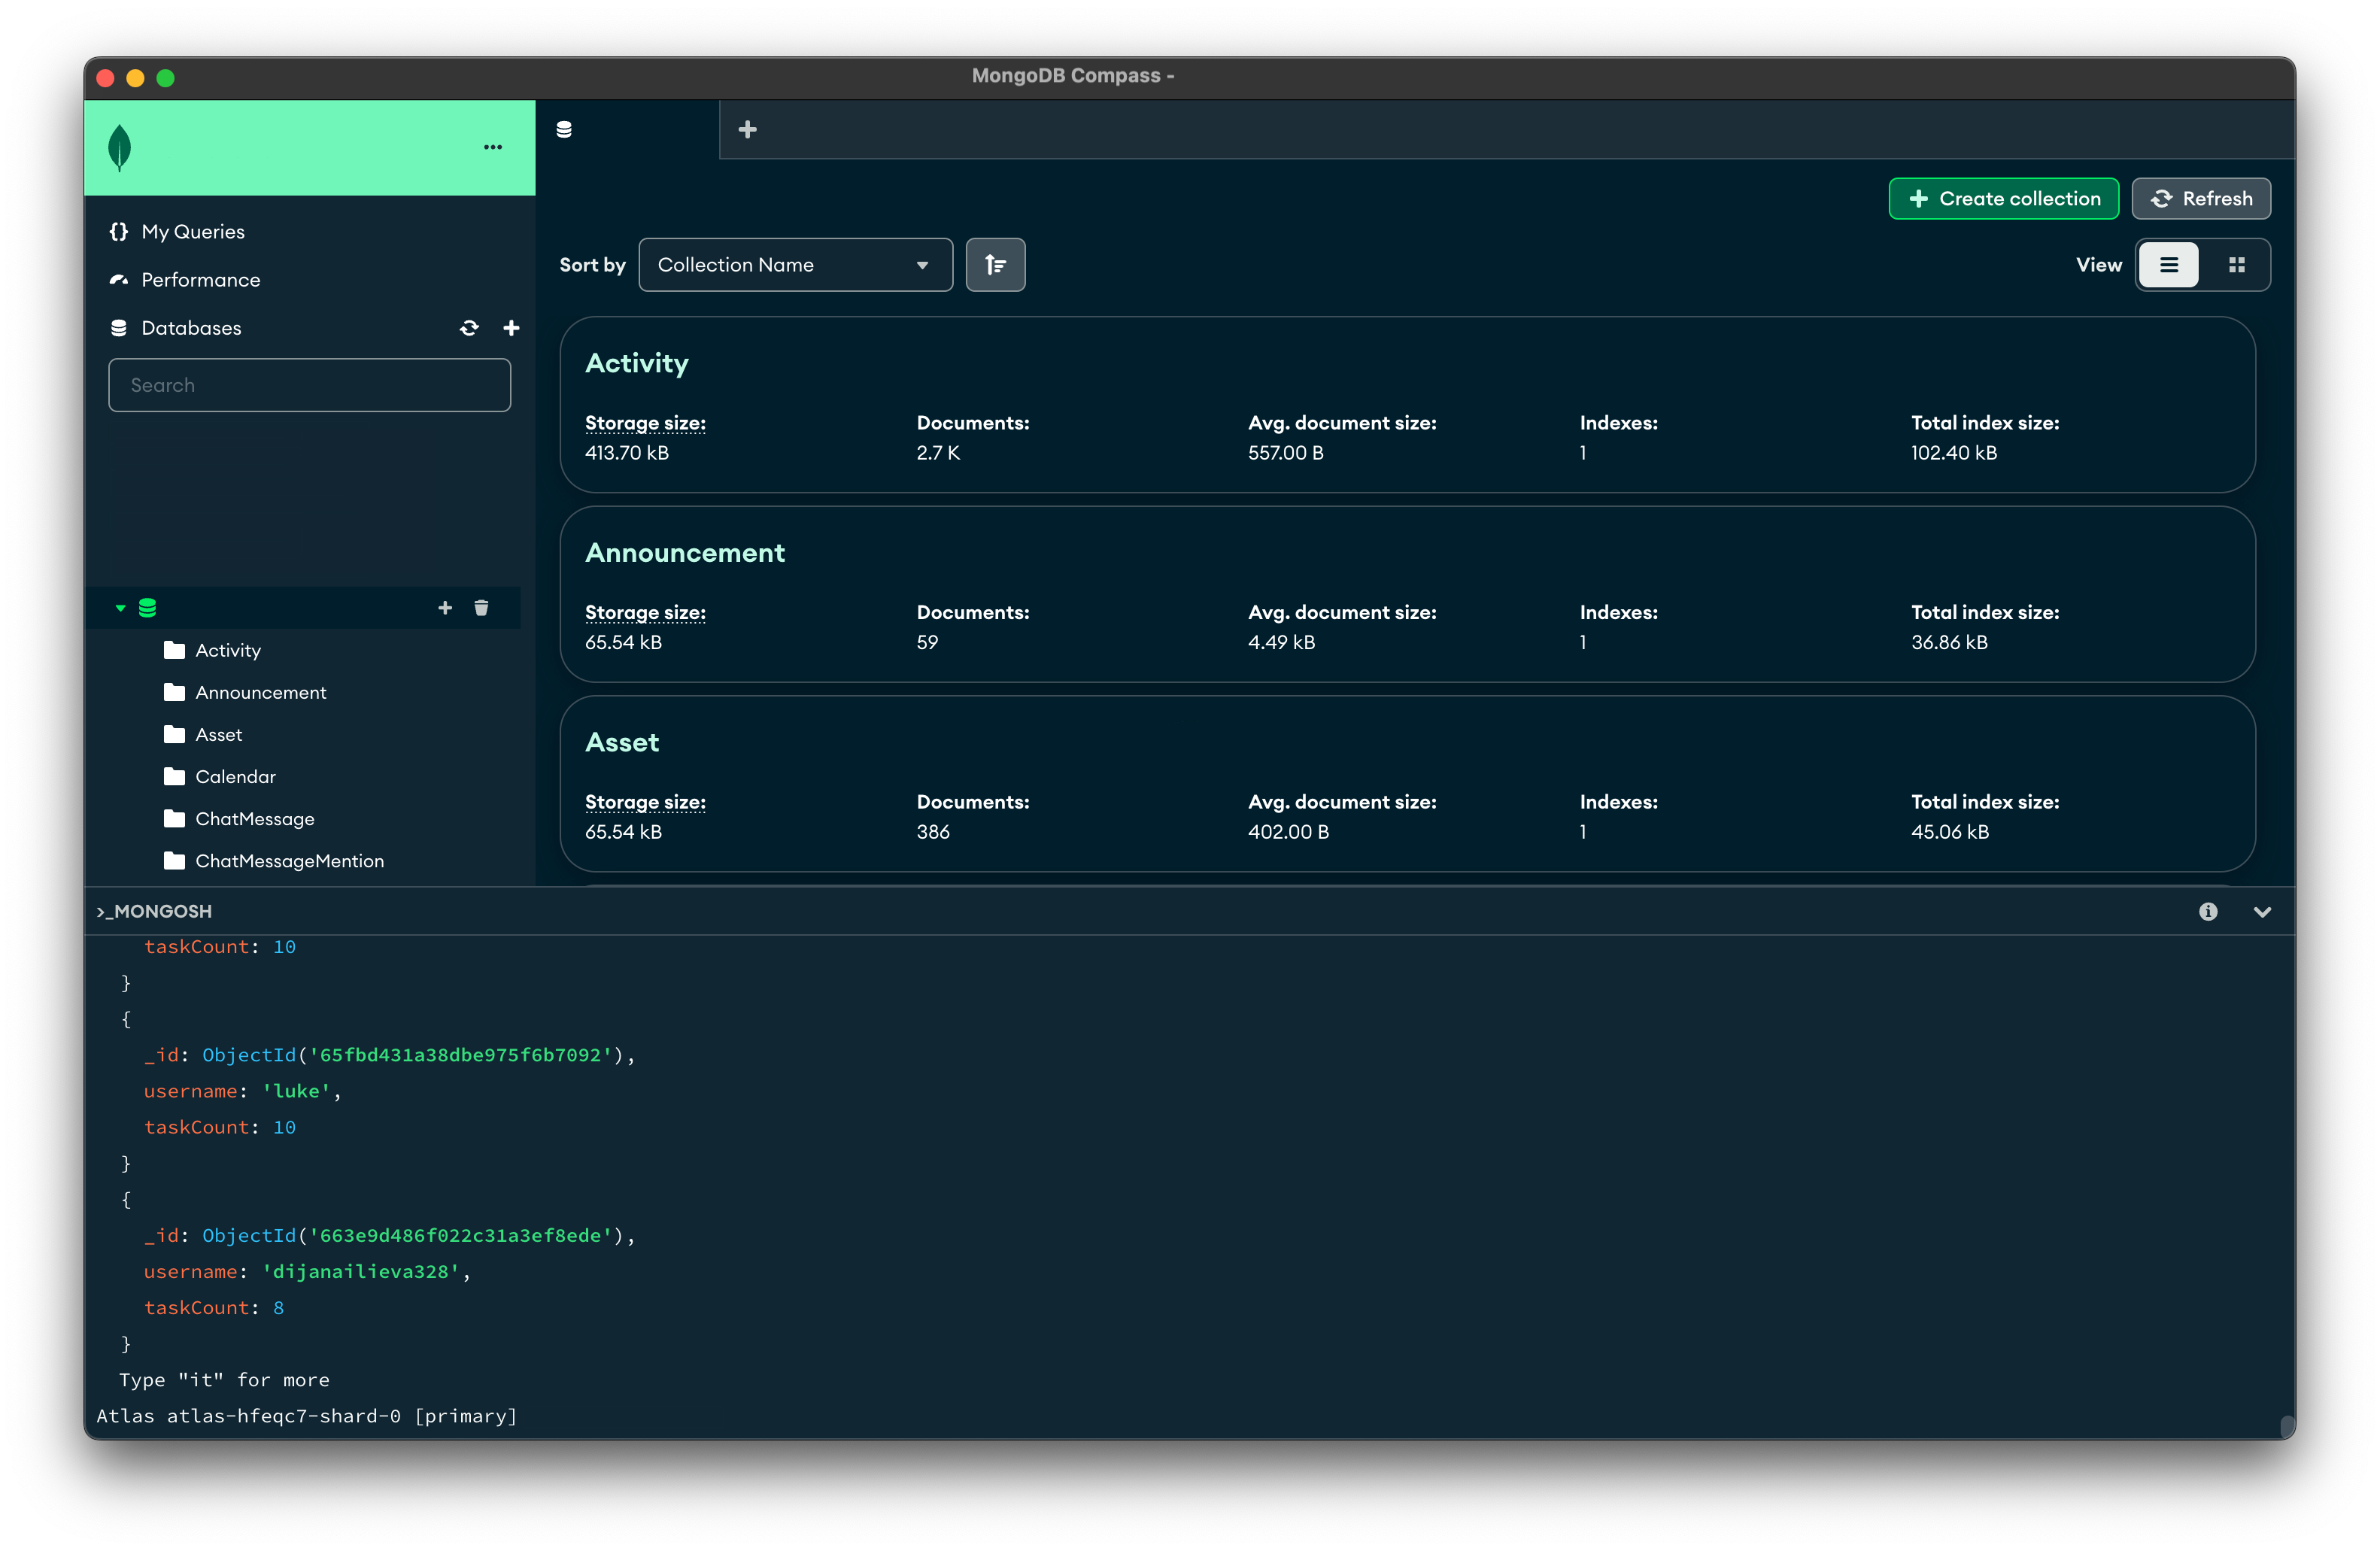 MongoDB Compass -
My Queries
Performance
Databases
Search
Activity
Announcement
Asset
Calendar
ChatMessage
ChatMessageMention
Create collection
Refresh
Sort by
Collection Name
View
Activity
Storage size: Documents: Avg. document size: Indexes: Total index size:
413.70 kB 2.7 K 557.00 B 1 102.40 kB
Announcement
Storage size: Documents: Avg. document size: Indexes: Total index size:
65.54 kB 59 4.49 kB 1 36.86 kB
Asset
Storage size: Documents: Avg. document size: Indexes: Total index size:
65.54 kB 386 402.00 B 1 45.06 kB
>_MONGOSH
taskCount: 10
}
{
_id: ObjectId('65fbd431a38dbe975f6b7092'),
username: 'luke',
taskCount: 10
}
{
_id: ObjectId('663e9d486f022c31a3ef8ede'),
username: 'dijanailieva328',
taskCount: 8
}
Type "it" for more
Atlas atlas-hfeqc7-shard-0 [primary]